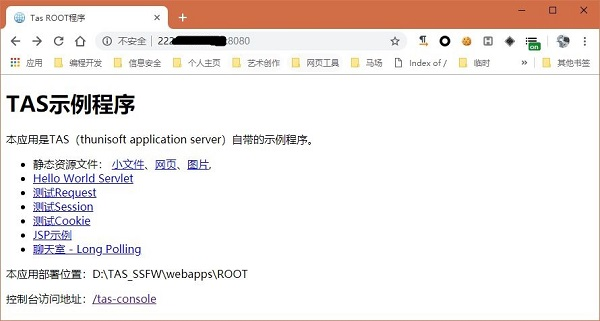 Tas ROOT程序
不安全 | 222 :8080
on
应用 编程开发 信息安全 个人主页 艺术创作 网页工具 马场 Index of / 临时 » 其他书签
TAS示例程序
本应用是TAS（thunisoft application server）自带的示例程序。
静态资源文件： 小文件、网页、图片,
Hello World Servlet
测试Request
测试Session
测试Cookie
JSP示例
聊天室 - Long Polling
本应用部署位置：D:\TAS_SSFW\webapps\ROOT
控制台访问地址：/tas-console